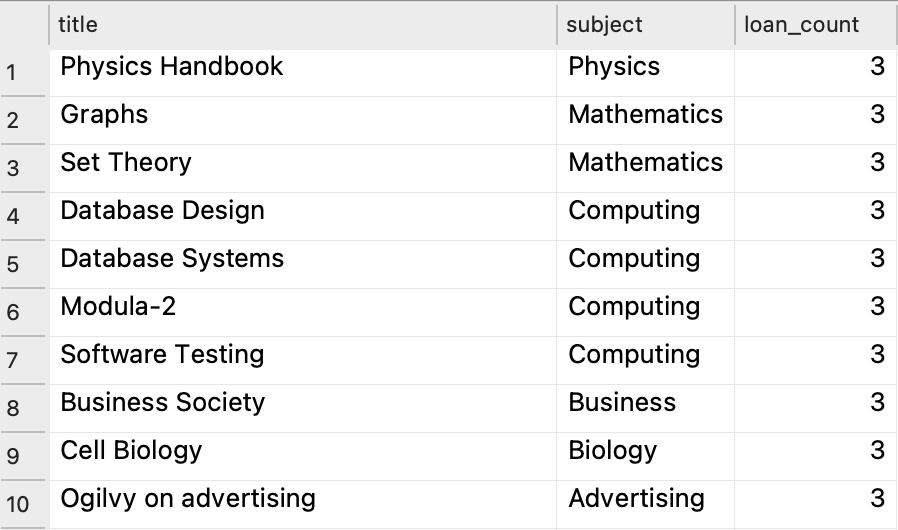 title subject loan_count
1 Physics Handbook Physics 3
2 Graphs Mathematics 3
3 Set Theory Mathematics 3
4 Database Design Computing 3
5 Database Systems Computing 3
6 Modula-2 Computing 3
7 Software Testing Computing 3
8 Business Society Business 3
9 Cell Biology Biology 3
10 Ogilvy on advertising Advertising 3